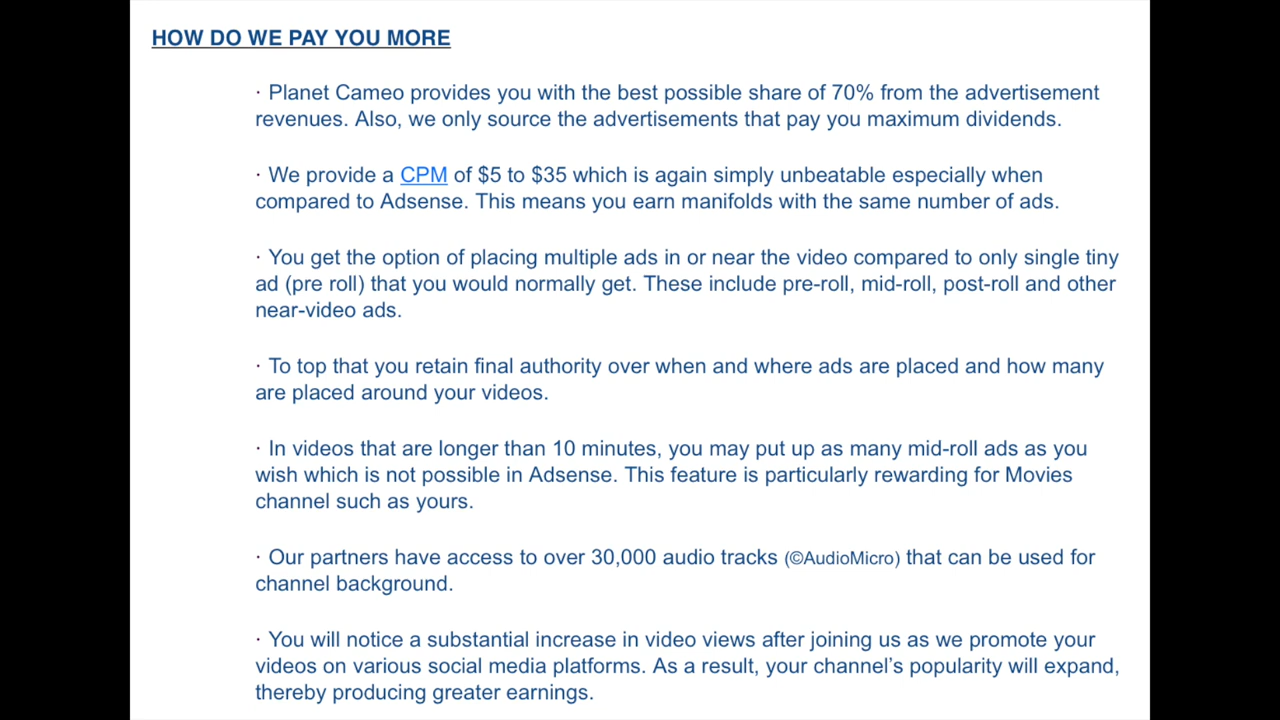 HOW DO WE PAY YOU MORE
· Planet Cameo provides you with the best possible share of 70% from the advertisement
revenues. Also, we only source the advertisements that pay you maximum dividends.
· We provide a CPM of $5 to $35 which is again simply unbeatable especially when
compared to Adsense. This means you earn manifolds with the same number of ads.
· You get the option of placing multiple ads in or near the video compared to only single tiny
ad (pre roll) that you would normally get. These include pre-roll, mid-roll, post-roll and other
near-video ads.
· To top that you retain final authority over when and where ads are placed and how many
are placed around your videos.
· In videos that are longer than 10 minutes, you may put up as many mid-roll ads as you
wish which is not possible in Adsense. This feature is particularly rewarding for Movies
channel such as yours.
· Our partners have access to over 30,000 audio tracks (©AudioMicro) that can be used for
channel background.
· You will notice a substantial increase in video views after joining us as we promote your
videos on various social media platforms. As a result, your channel’s popularity will expand,
thereby producing greater earnings.